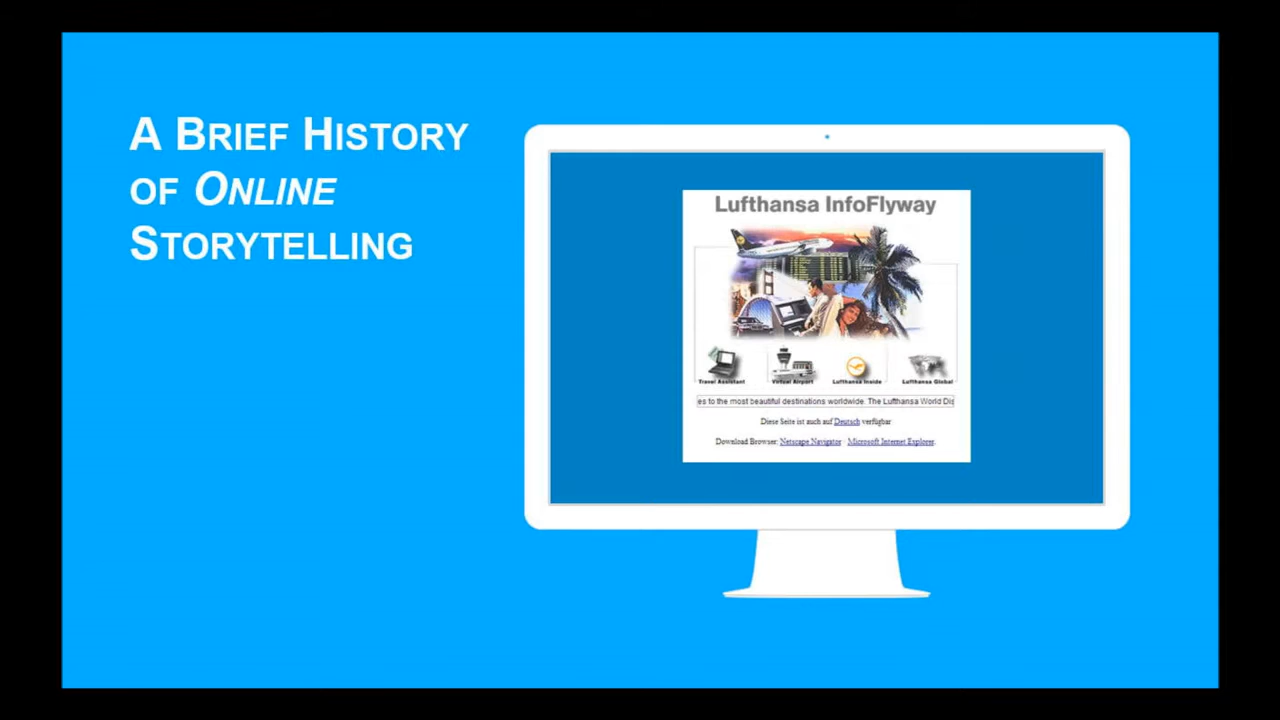 A BRIEF HISTORY
OF ONLINE
STORYTELLING
Lufthansa InfoFlyway
Travel Assistant
Virtual Airport
Lufthansa Inside
Lufthansa Global
es to the most beautiful destinations worldwide. The Lufthansa World Dis
Diese Seite ist auch auf Deutsch verfügbar
Download Browser: Netscape Navigator · Microsoft Internet Explorer.